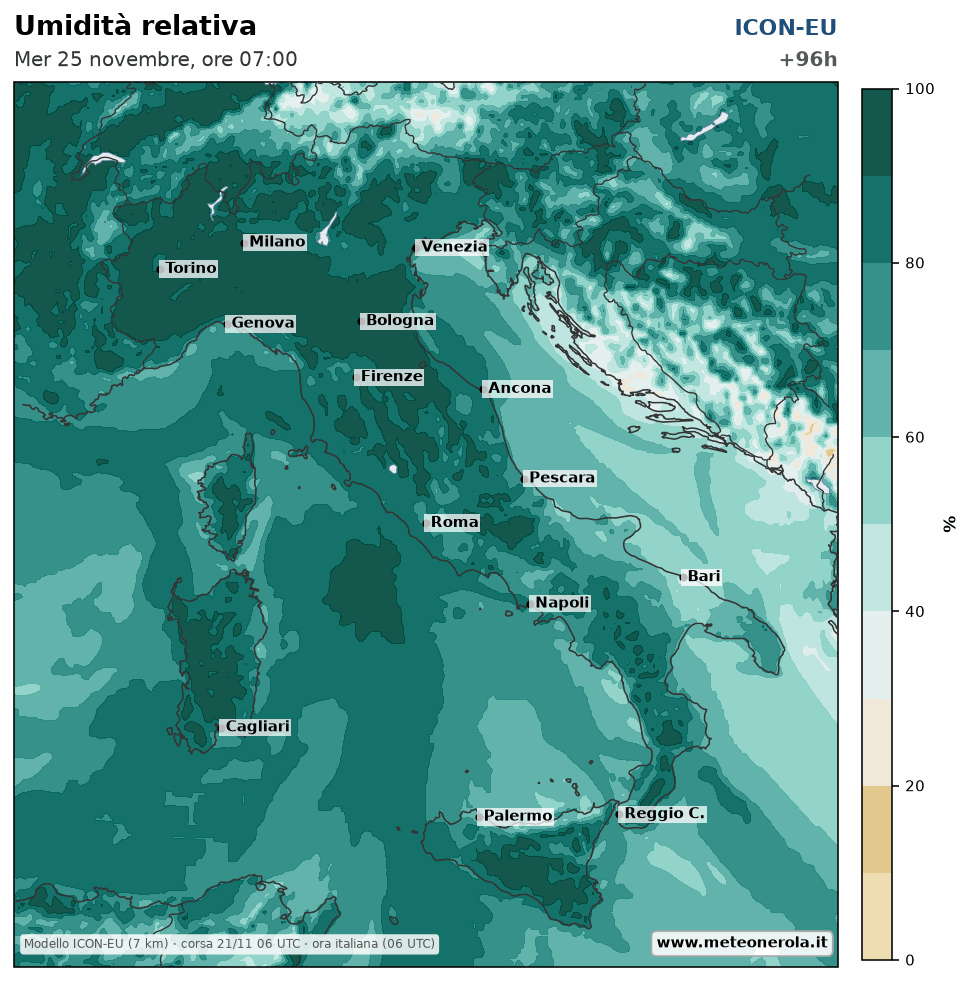 Umidità relativa
ICON-EU
Mer 25 novembre, ore 07:00
+96h
100
Milano
Venezia
Torino
80
Genova
Bologna
Firenze
Ancona
60
Pescara
Roma
%
Bari
Napoli
40
Cagliari
20
Palermo
Reggio C.
Modello ICON-EU (7 km) · corsa 21/11 06 UTC · ora italiana (06 UTC)
www.meteonerola.it
0